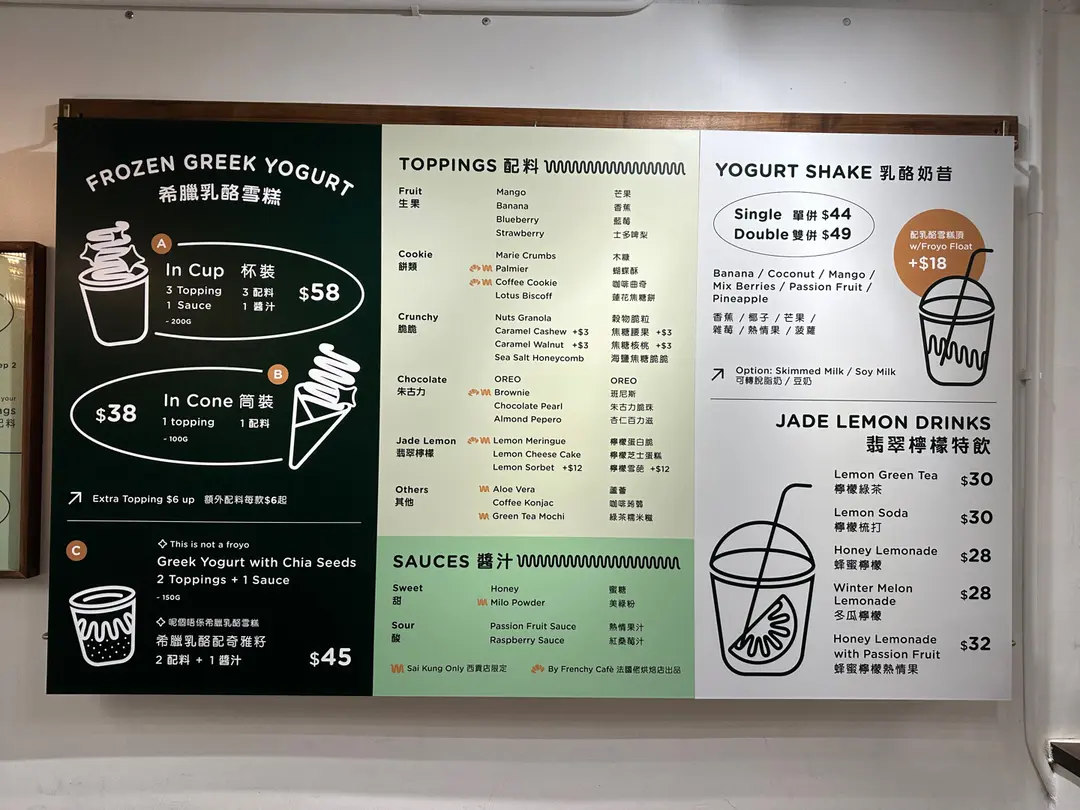 FROZEN GREEK YOGURT
希臘乳酪雪糕
A
In Cup 杯裝
3 Topping 3 配料
1 Sauce 1 醬汁
$58
- 200G
B
In Cone 筒裝
$38
1 topping 1 配料
- 100G
Extra Topping $6 up 額外配料每款$6起
C
This is not a froyo
Greek Yogurt with Chia Seeds
2 Toppings + 1 Sauce
- 150G
呢個唔係希臘乳酪雪糕
希臘乳酪配奇雅籽
2 配料 + 1 醬汁
$45
TOPPINGS 配料
Fruit Mango 芒果
生果 Banana 香蕉
Blueberry 藍莓
Strawberry 士多啤梨
Cookie Marie Crumbs 木糠
餅類 Palmier 蝴蝶酥
Coffee Cookie 咖啡曲奇
Lotus Biscoff 蓮花焦糖餅
Crunchy Nuts Granola 穀物脆粒
脆脆 Caramel Cashew +$3 焦糖腰果 +$3
Caramel Walnut +$3 焦糖核桃 +$3
Sea Salt Honeycomb 海鹽焦糖脆脆
Chocolate OREO OREO
朱古力 Brownie 班尼斯
Chocolate Pearl 朱古力脆珠
Almond Pepero 杏仁百力滋
Jade Lemon Lemon Meringue 檸檬蛋白脆
翡翠檸檬 Lemon Cheese Cake 檸檬芝士蛋糕
Lemon Sorbet +$12 檸檬雪葩 +$12
Others Aloe Vera 蘆薈
其他 Coffee Konjac 咖啡蒟蒻
Green Tea Mochi 綠茶糯米糍
SAUCES 醬汁
Sweet Honey 蜜糖
甜 Milo Powder 美祿粉
Sour Passion Fruit Sauce 熱情果汁
酸 Raspberry Sauce 紅桑莓汁
Sai Kung Only 西貢店限定 By Frenchy Cafè 法國佬烘焙店出品
YOGURT SHAKE 乳酪奶昔
Single 單併 $44
Double 雙併 $49
配乳酪雪糕頂
w/Froyo Float
+$18
Banana / Coconut / Mango /
Mix Berries / Passion Fruit /
Pineapple
香蕉 / 椰子 / 芒果 /
雜莓 / 熱情果 / 菠蘿
Option: Skimmed Milk / Soy Milk
可轉脫脂奶 / 豆奶
JADE LEMON DRINKS
翡翠檸檬特飲
Lemon Green Tea $30
檸檬綠茶
Lemon Soda $30
檸檬梳打
Honey Lemonade $28
蜂蜜檸檬
Winter Melon
Lemonade $28
冬瓜檸檬
Honey Lemonade
with Passion Fruit $32
蜂蜜檸檬熱情果